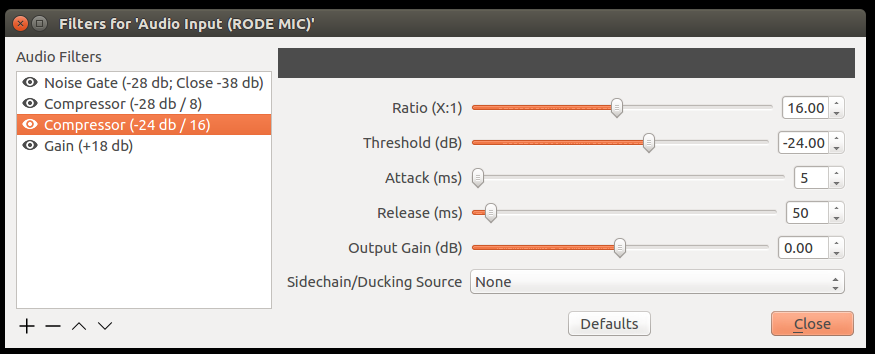 Filters for 'Audio Input (RODE MIC)'
Audio Filters
Noise Gate (-28 db; Close -38 db)
Compressor (-28 db / 8)
Compressor (-24 db / 16)
Gain (+18 db)
Ratio (X:1) 16.00
Threshold (dB) -24.00
Attack (ms) 5
Release (ms) 50
Output Gain (dB) 0.00
Sidechain/Ducking Source None
Defaults Close